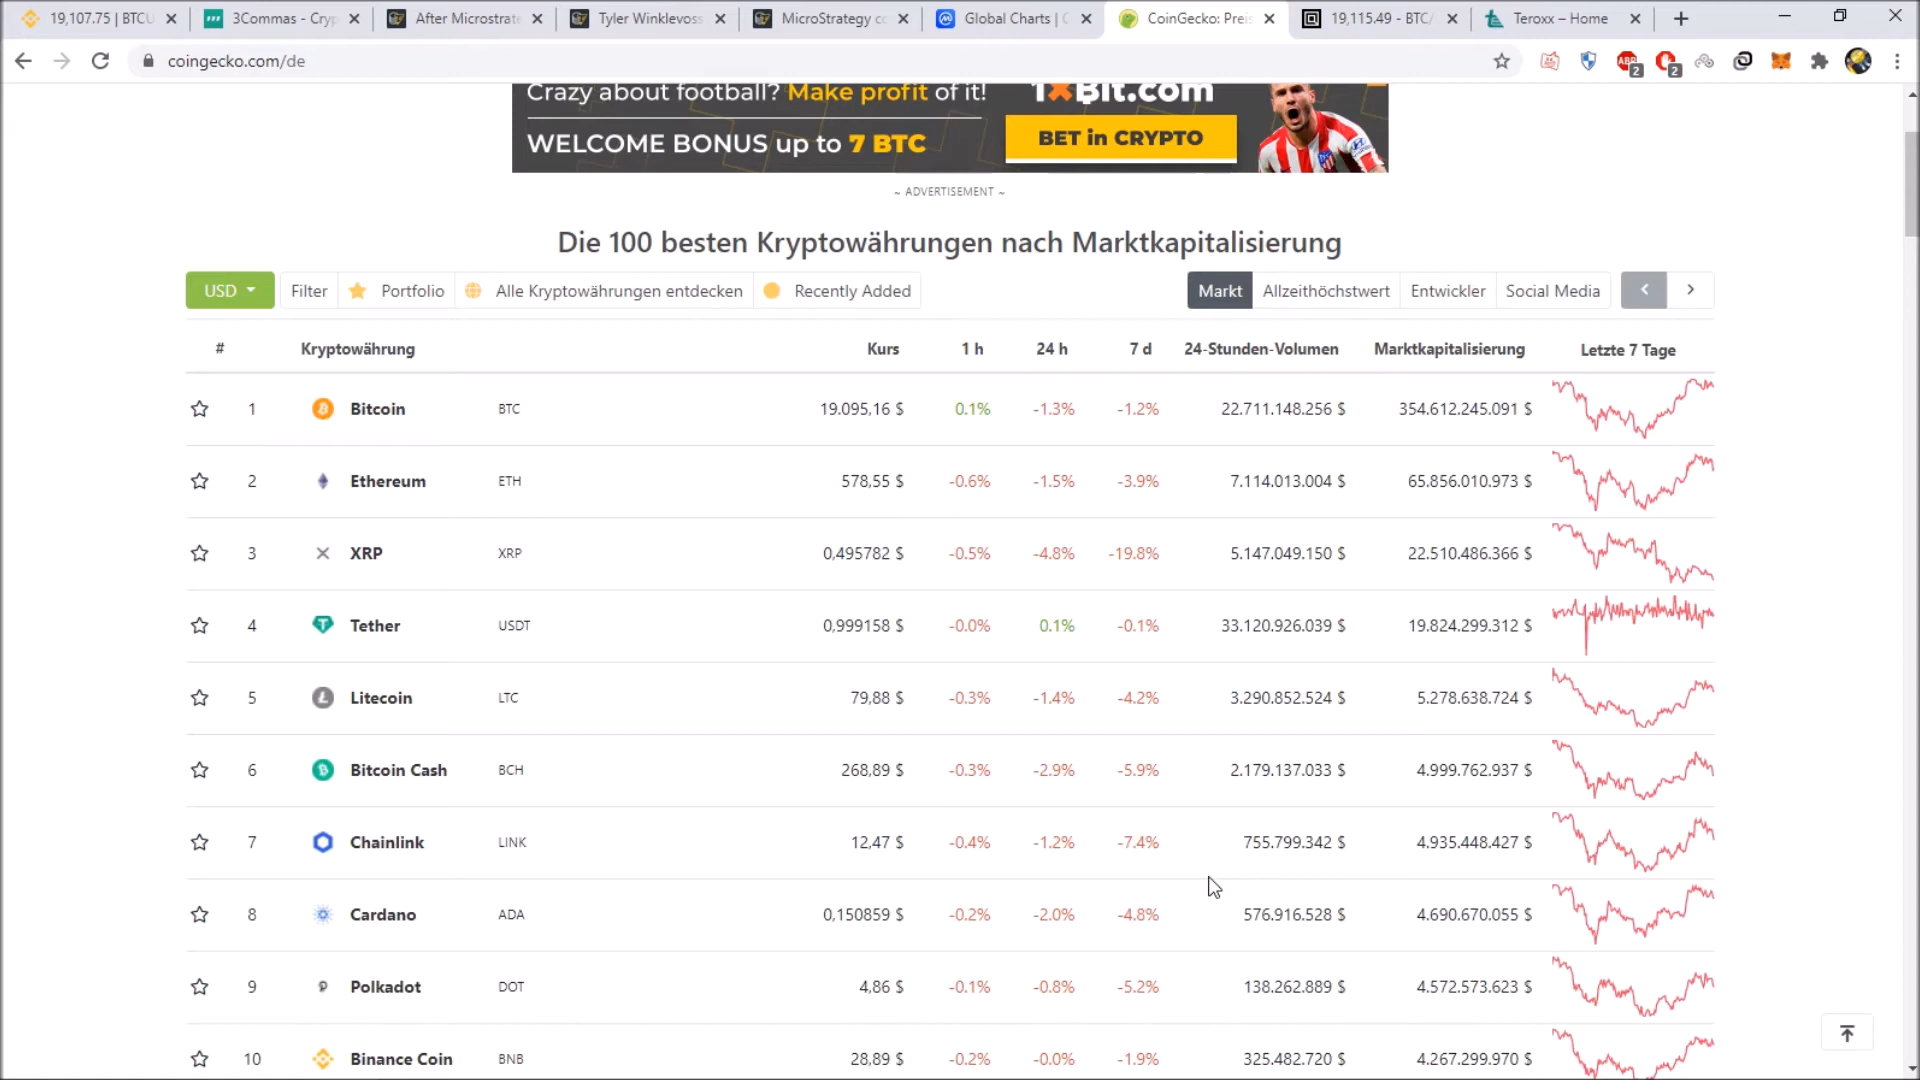 19,107.75 | BTCU
3Commas - Cryp
After Microstrate
Tyler Winklevoss
MicroStrategy co
Global Charts | C
CoinGecko: Preis
19,115.49 - BTC/
Teroxx – Home
coingecko.com/de
ABP
2
2
Crazy about football? Make profit of it!
WELCOME BONUS up to 7 BTC
1XBit.com
BET in CRYPTO
~ ADVERTISEMENT ~
Die 100 besten Kryptowährungen nach Marktkapitalisierung
USD Filter Portfolio Alle Kryptowährungen entdecken Recently Added Markt Allzeithöchstwert Entwickler Social Media
# Kryptowährung Kurs 1 h 24 h 7 d 24-Stunden-Volumen Marktkapitalisierung Letzte 7 Tage
1 Bitcoin BTC 19.095,16 $ 0.1% -1.3% -1.2% 22.711.148.256 $ 354.612.245.091 $
2 Ethereum ETH 578,55 $ -0.6% -1.5% -3.9% 7.114.013.004 $ 65.856.010.973 $
3 XRP XRP 0,495782 $ -0.5% -4.8% -19.8% 5.147.049.150 $ 22.510.486.366 $
4 Tether USDT 0,999158 $ -0.0% 0.1% -0.1% 33.120.926.039 $ 19.824.299.312 $
5 Litecoin LTC 79,88 $ -0.3% -1.4% -4.2% 3.290.852.524 $ 5.278.638.724 $
6 Bitcoin Cash BCH 268,89 $ -0.3% -2.9% -5.9% 2.179.137.033 $ 4.999.762.937 $
7 Chainlink LINK 12,47 $ -0.4% -1.2% -7.4% 755.799.342 $ 4.935.448.427 $
8 Cardano ADA 0,150859 $ -0.2% -2.0% -4.8% 576.916.528 $ 4.690.670.055 $
9 Polkadot DOT 4,86 $ -0.1% -0.8% -5.2% 138.262.889 $ 4.572.573.623 $
10 Binance Coin BNB 28,89 $ -0.2% -0.0% -1.9% 325.482.720 $ 4.267.299.970 $